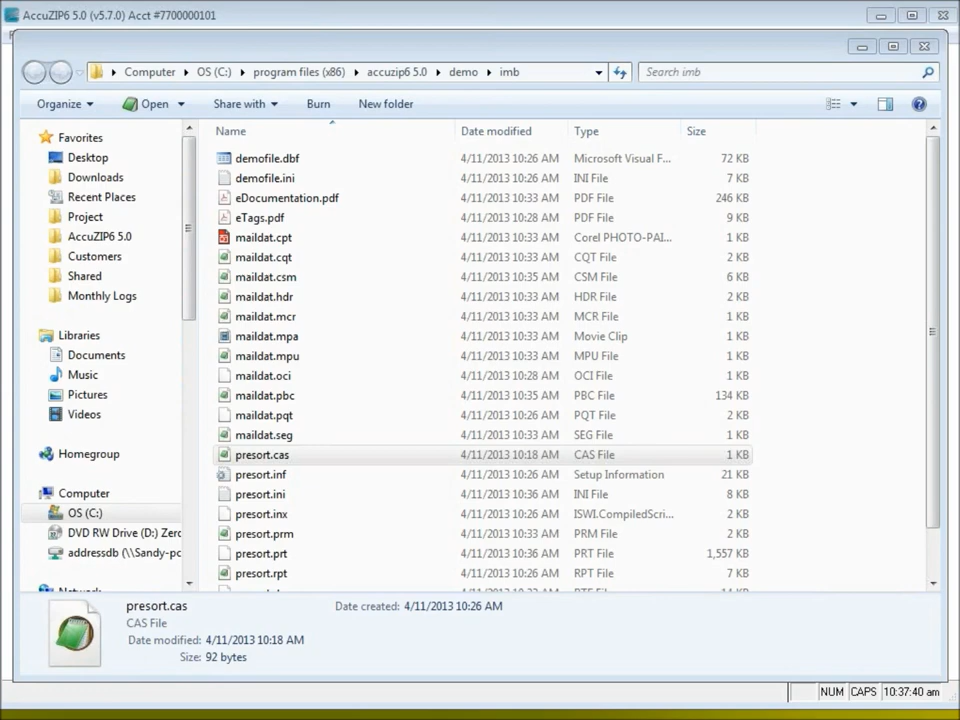 AccuZIP6 5.0 (v5.7.0) Acct #7700000101
Computer OS (C:) program files (x86) accuzip6 5.0 demo imb
Search imb
Organize Open Share with Burn New folder
Favorites
Desktop
Downloads
Recent Places
Project
AccuZIP6 5.0
Customers
Shared
Monthly Logs
Libraries
Documents
Music
Pictures
Videos
Homegroup
Computer
OS (C:)
DVD RW Drive (D:) Zero
addressdb (\\Sandy-pc
Network
Name Date modified Type Size
demofile.dbf 4/11/2013 10:26 AM Microsoft Visual F... 72 KB
demofile.ini 4/11/2013 10:26 AM INI File 7 KB
eDocumentation.pdf 4/11/2013 10:33 AM PDF File 246 KB
eTags.pdf 4/11/2013 10:28 AM PDF File 9 KB
maildat.cpt 4/11/2013 10:33 AM Corel PHOTO-PAI... 1 KB
maildat.cqt 4/11/2013 10:33 AM CQT File 2 KB
maildat.csm 4/11/2013 10:35 AM CSM File 6 KB
maildat.hdr 4/11/2013 10:33 AM HDR File 2 KB
maildat.mcr 4/11/2013 10:33 AM MCR File 1 KB
maildat.mpa 4/11/2013 10:33 AM Movie Clip 1 KB
maildat.mpu 4/11/2013 10:33 AM MPU File 1 KB
maildat.oci 4/11/2013 10:28 AM OCI File 1 KB
maildat.pbc 4/11/2013 10:33 AM PBC File 134 KB
maildat.pqt 4/11/2013 10:26 AM PQT File 2 KB
maildat.seg 4/11/2013 10:33 AM SEG File 1 KB
presort.cas 4/11/2013 10:18 AM CAS File 1 KB
presort.inf 4/11/2013 10:26 AM Setup Information 21 KB
presort.ini 4/11/2013 10:36 AM INI File 8 KB
presort.inx 4/11/2013 10:26 AM ISWI.CompiledScri... 2 KB
presort.prm 4/11/2013 10:26 AM PRM File 2 KB
presort.prt 4/11/2013 10:36 AM PRT File 1,557 KB
presort.rpt 4/11/2013 10:36 AM RPT File 7 KB
presort.cas Date created: 4/11/2013 10:26 AM
CAS File
Date modified: 4/11/2013 10:18 AM
Size: 92 bytes
NUM CAPS 10:37:40 am